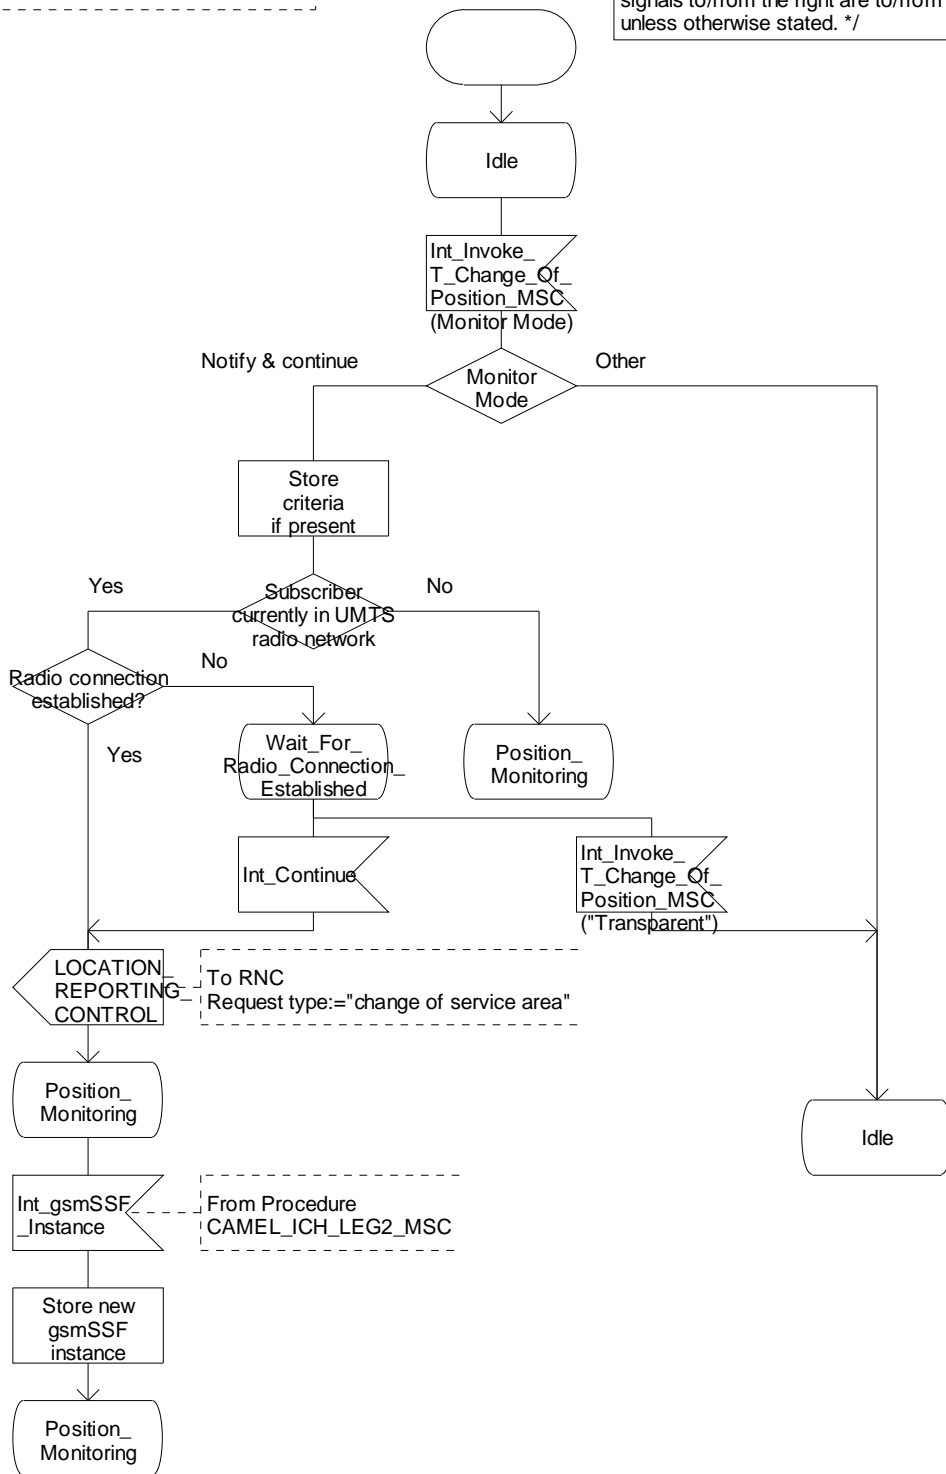 signals to/from the right are to/from
unless otherwise stated. */
Idle
Int_Invoke_
T_Change_Of_
Position_MSC
(Monitor Mode)
Notify & continue
Monitor
Mode
Other
Store
criteria
if present
Yes
Subscriber
currently in UMTS
radio network
No
Radio connection
established?
No
Yes
Wait_For_
Radio_Connection_
Established
Position_
Monitoring
Int_Continue
Int_Invoke_
T_Change_Of_
Position_MSC
("Transparent")
LOCATION_
REPORTING_
CONTROL
To RNC
Request type:="change of service area"
Position_
Monitoring
Idle
Int_gsmSSF
_Instance
From Procedure
CAMEL_ICH_LEG2_MSC
Store new
gsmSSF
instance
Position_
Monitoring